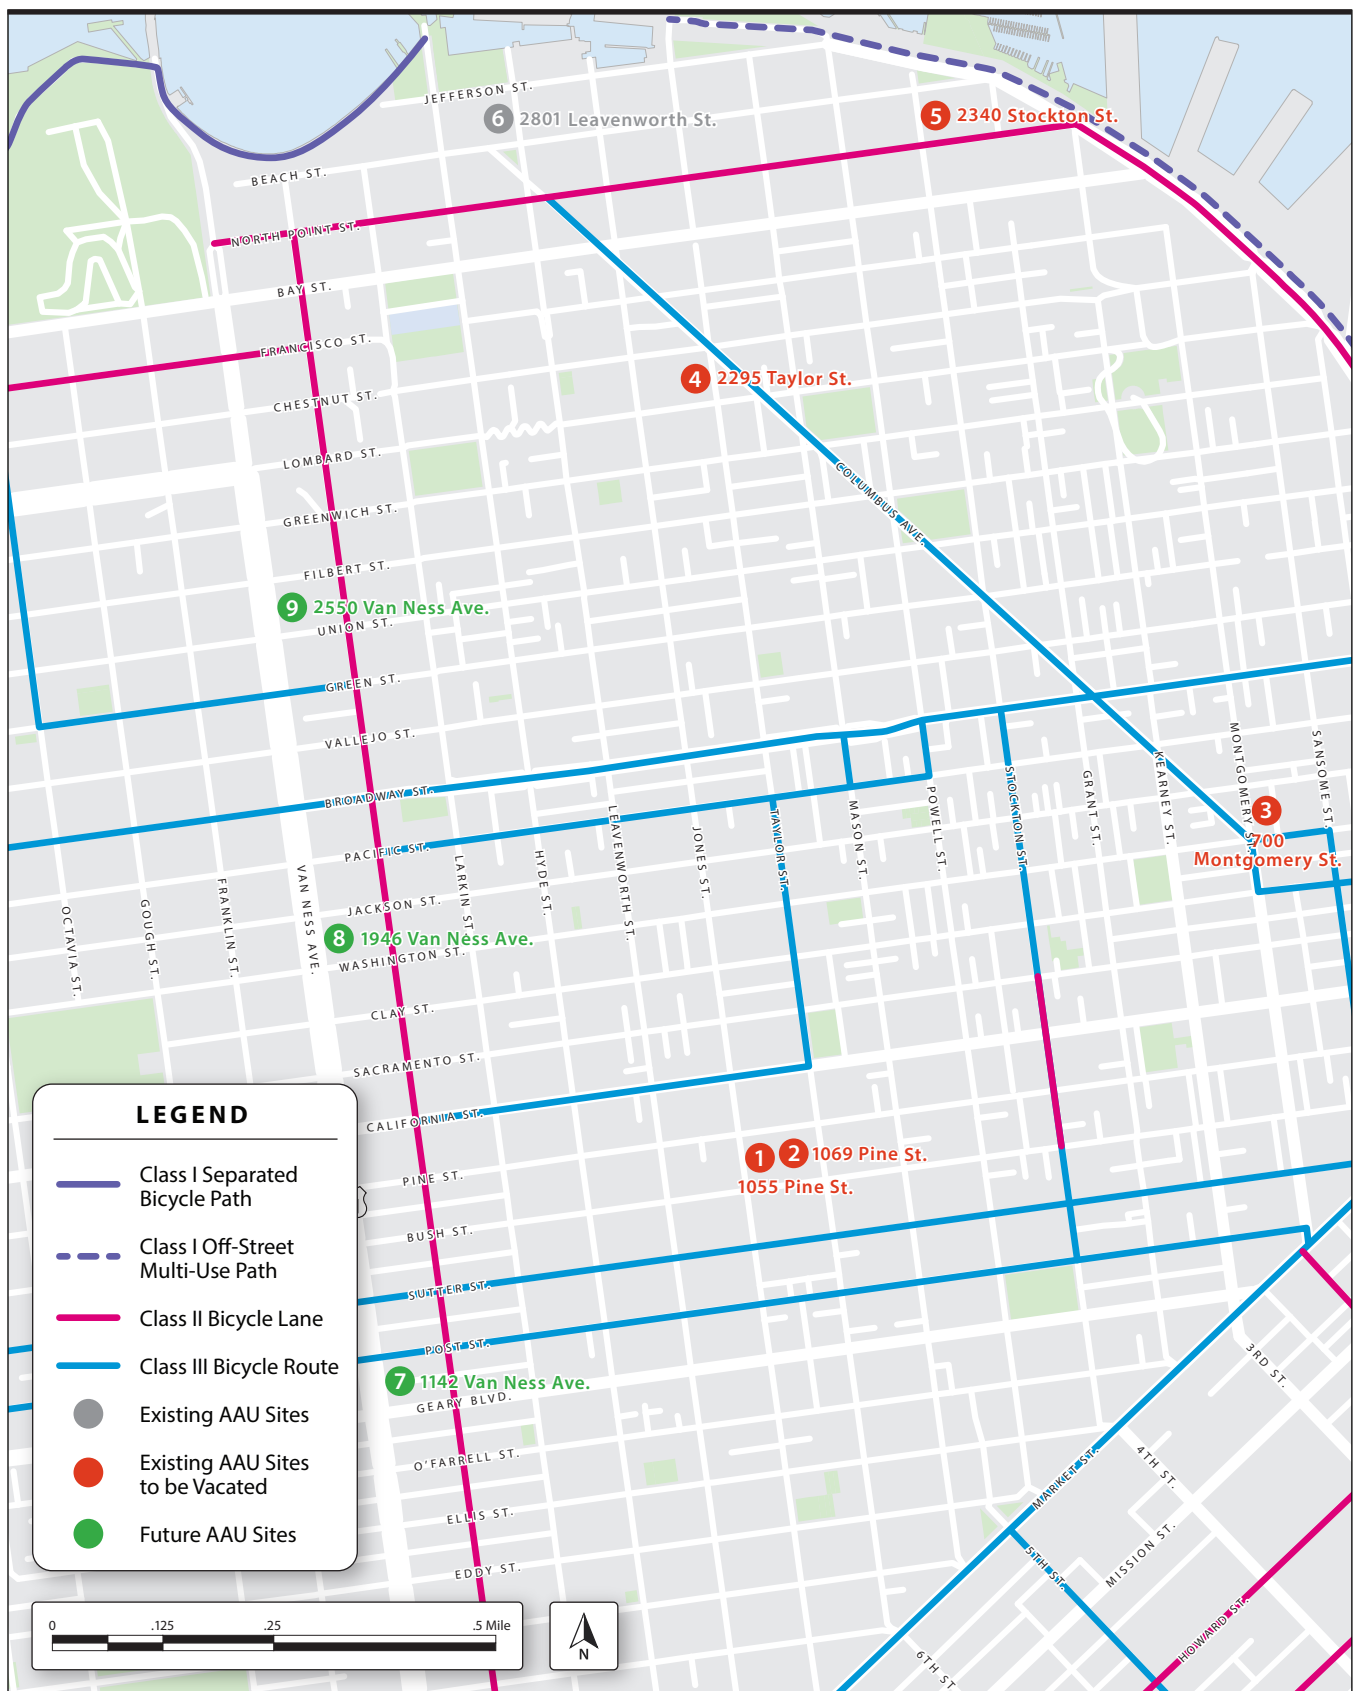 JEFFERSON ST.
6 2801 Leavenworth St.
5 2340 Stockton St.
BEACH ST.
NORTH POINT ST.
BAY ST.
FRANCISCO ST.
4 2295 Taylor St.
CHESTNUT ST.
LOMBARD ST.
COLUMBUS AVE.
GREENWICH ST.
FILBERT ST.
9 2550 Van Ness Ave.
UNION ST.
GREEN ST.
VALLEJO ST.
BROADWAY ST.
PACIFIC ST.
JACKSON ST.
8 1946 Van Ness Ave.
WASHINGTON ST.
OCTAVIA ST.
GOUGH ST.
FRANKLIN ST.
VAN NESS AVE.
LARKIN ST.
HYDE ST.
LEAVENWORTH ST.
JONES ST.
TAYLOR ST.
MASON ST.
POWELL ST.
STOCKTON ST.
GRANT ST.
KEARNEY ST.
MONTGOMERY ST.
SANSOME ST.
3
700
Montgomery St.
CLAY ST.
SACRAMENTO ST.
CALIFORNIA ST.
1
2 1069 Pine St.
1055 Pine St.
PINE ST.
BUSH ST.
SUTTER ST.
POST ST.
7 1142 Van Ness Ave.
GEARY BLVD.
O'FARRELL ST.
ELLIS ST.
EDDY ST.
3RD ST.
4TH ST.
MARKET ST.
5TH ST.
MISSION ST.
HOWARD ST.
6TH ST
LEGEND
Class I Separated
Bicycle Path
Class I Off-Street
Multi-Use Path
Class II Bicycle Lane
Class III Bicycle Route
Existing AAU Sites
Existing AAU Sites
to be Vacated
Future AAU Sites
0 .125 .25 .5 Mile
N